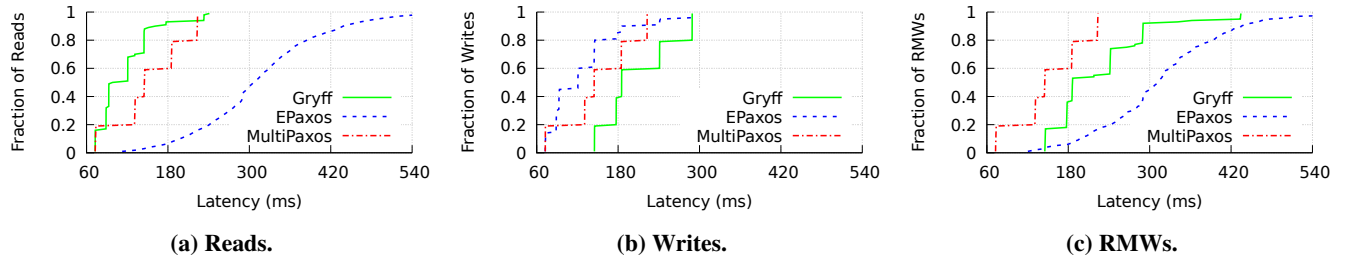 Fraction of Reads
1
0.8
0.6
0.4
0.2
0
60
180
300
420
540
Latency (ms)
Gryff
EPaxos
MultiPaxos
(a) Reads.
Fraction of Writes
1
0.8
0.6
0.4
0.2
0
60
180
300
420
540
Latency (ms)
Gryff
EPaxos
MultiPaxos
(b) Writes.
Fraction of RMWs
1
0.8
0.6
0.4
0.2
0
60
180
300
420
540
Latency (ms)
Gryff
EPaxos
MultiPaxos
(c) RMWs.